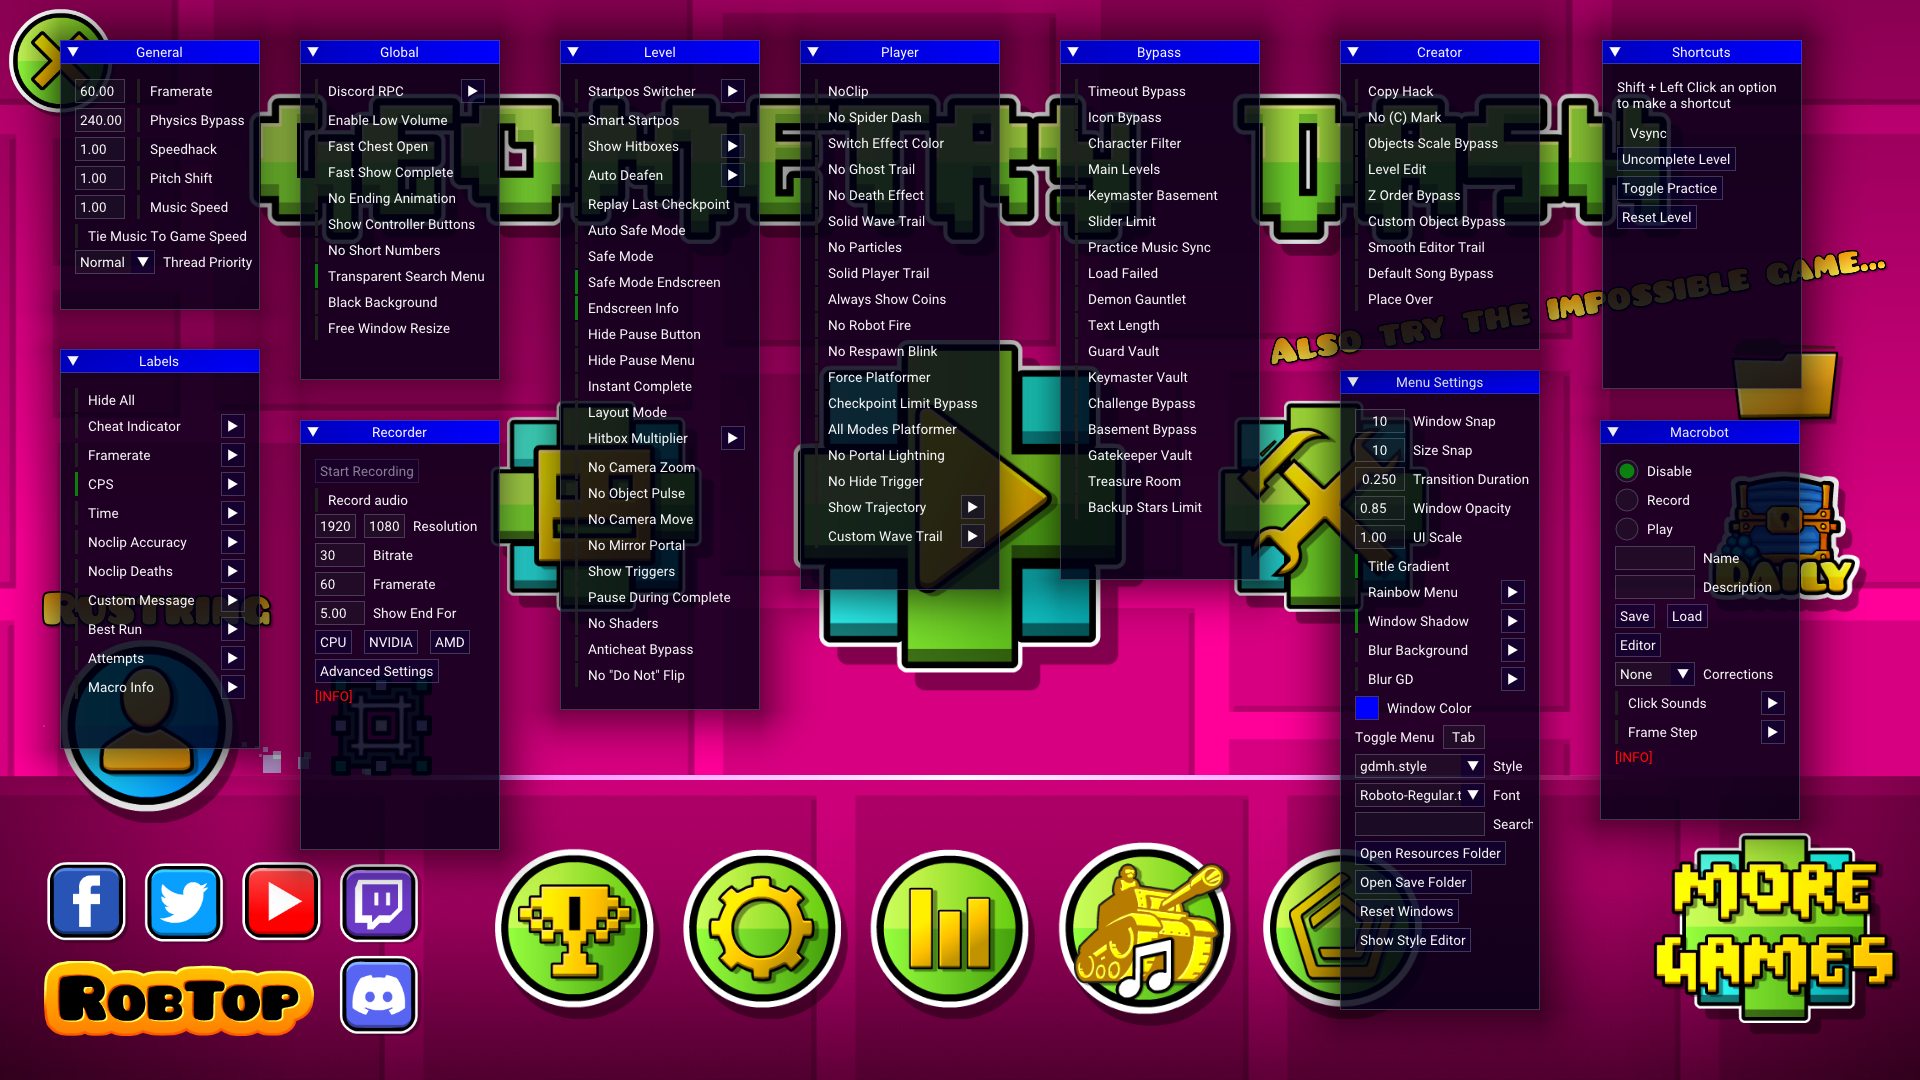 General
60.00 Framerate
240.00 Physics Bypass
1.00 Speedhack
1.00 Pitch Shift
1.00 Music Speed
Tie Music To Game Speed
Normal Thread Priority
Labels
Hide All
Cheat Indicator
Framerate
CPS
Time
Noclip Accuracy
Noclip Deaths
Custom Message
Best Run
Attempts
Macro Info
Global
Discord RPC
Enable Low Volume
Fast Chest Open
Fast Show Complete
No Ending Animation
Show Controller Buttons
No Short Numbers
Transparent Search Menu
Black Background
Free Window Resize
Recorder
Start Recording
Record audio
1920 1080 Resolution
30 Bitrate
60 Framerate
5.00 Show End For
CPU NVIDIA AMD
Advanced Settings
[INFO]
Level
Startpos Switcher
Smart Startpos
Show Hitboxes
Auto Deafen
Replay Last Checkpoint
Auto Safe Mode
Safe Mode
Safe Mode Endscreen
Endscreen Info
Hide Pause Button
Hide Pause Menu
Instant Complete
Layout Mode
Hitbox Multiplier
No Camera Zoom
No Object Pulse
No Camera Move
No Mirror Portal
Show Triggers
Pause During Complete
No Shaders
Anticheat Bypass
No "Do Not" Flip
Player
NoClip
No Spider Dash
Switch Effect Color
No Ghost Trail
No Death Effect
Solid Wave Trail
No Particles
Solid Player Trail
Always Show Coins
No Robot Fire
No Respawn Blink
Force Platformer
Checkpoint Limit Bypass
All Modes Platformer
No Portal Lightning
No Hide Trigger
Show Trajectory
Custom Wave Trail
Bypass
Timeout Bypass
Icon Bypass
Character Filter
Main Levels
Keymaster Basement
Slider Limit
Practice Music Sync
Load Failed
Demon Gauntlet
Text Length
Guard Vault
Keymaster Vault
Challenge Bypass
Basement Bypass
Gatekeeper Vault
Treasure Room
Backup Stars Limit
Creator
Copy Hack
No (C) Mark
Objects Scale Bypass
Level Edit
Z Order Bypass
Custom Object Bypass
Smooth Editor Trail
Default Song Bypass
Place Over
Menu Settings
10 Window Snap
10 Size Snap
0.250 Transition Duration
0.85 Window Opacity
1.00 UI Scale
Title Gradient
Rainbow Menu
Window Shadow
Blur Background
Blur GD
Window Color
Toggle Menu Tab
gdmh.style Style
Roboto-Regular.t Font
Search
Open Resources Folder
Open Save Folder
Reset Windows
Show Style Editor
Shortcuts
Shift + Left Click an option
to make a shortcut
Vsync
Uncomplete Level
Toggle Practice
Reset Level
Macrobot
Disable
Record
Play
Name
Description
Save Load
Editor
None Corrections
Click Sounds
Frame Step
[INFO]
GEOMETRY DASH
ALSO TRY THE IMPOSSIBLE GAME...
DAILY
ROBTOP
MORE
GAMES